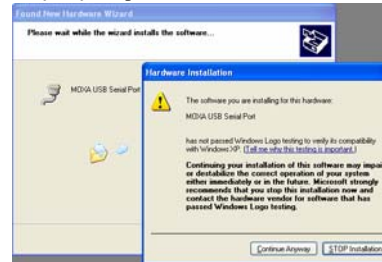 Found New Hardware Wizard
Please wait while the wizard installs the software...
MOXA USB Serial Port
Hardware Installation
The software you are installing for this hardware:
MOXA USB Serial Port
has not passed Windows Logo testing to verify its compatibility
with Windows XP. (Tell me why this testing is important.)
Continuing your installation of this software may impai
or destabilize the correct operation of your system
either immediately or in the future. Microsoft strongly
recommends that you stop this installation now and
contact the hardware vendor for software that has
passed Windows Logo testing.
Continue Anyway STOP Installation